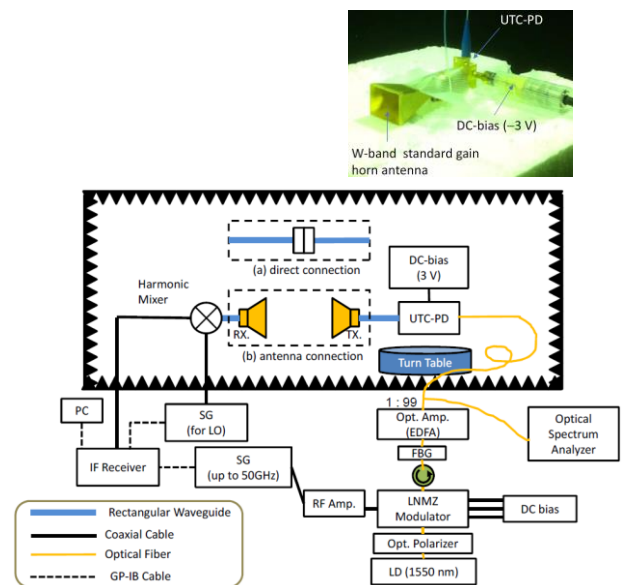 UTC-PD
DC-bias (−3 V)
W-band standard gain
horn antenna
(a) direct connection
DC-bias
(3 V)
Harmonic
Mixer
RX.
TX.
UTC-PD
(b) antenna connection
Turn Table
1 : 99
PC
SG
(for LO)
Opt. Amp.
(EDFA)
Optical
Spectrum
Analyzer
IF Receiver
SG
(up to 50GHz)
FBG
RF Amp.
LNMZ
Modulator
DC bias
Opt. Polarizer
LD (1550 nm)
Rectangular Waveguide
Coaxial Cable
Optical Fiber
GP-IB Cable